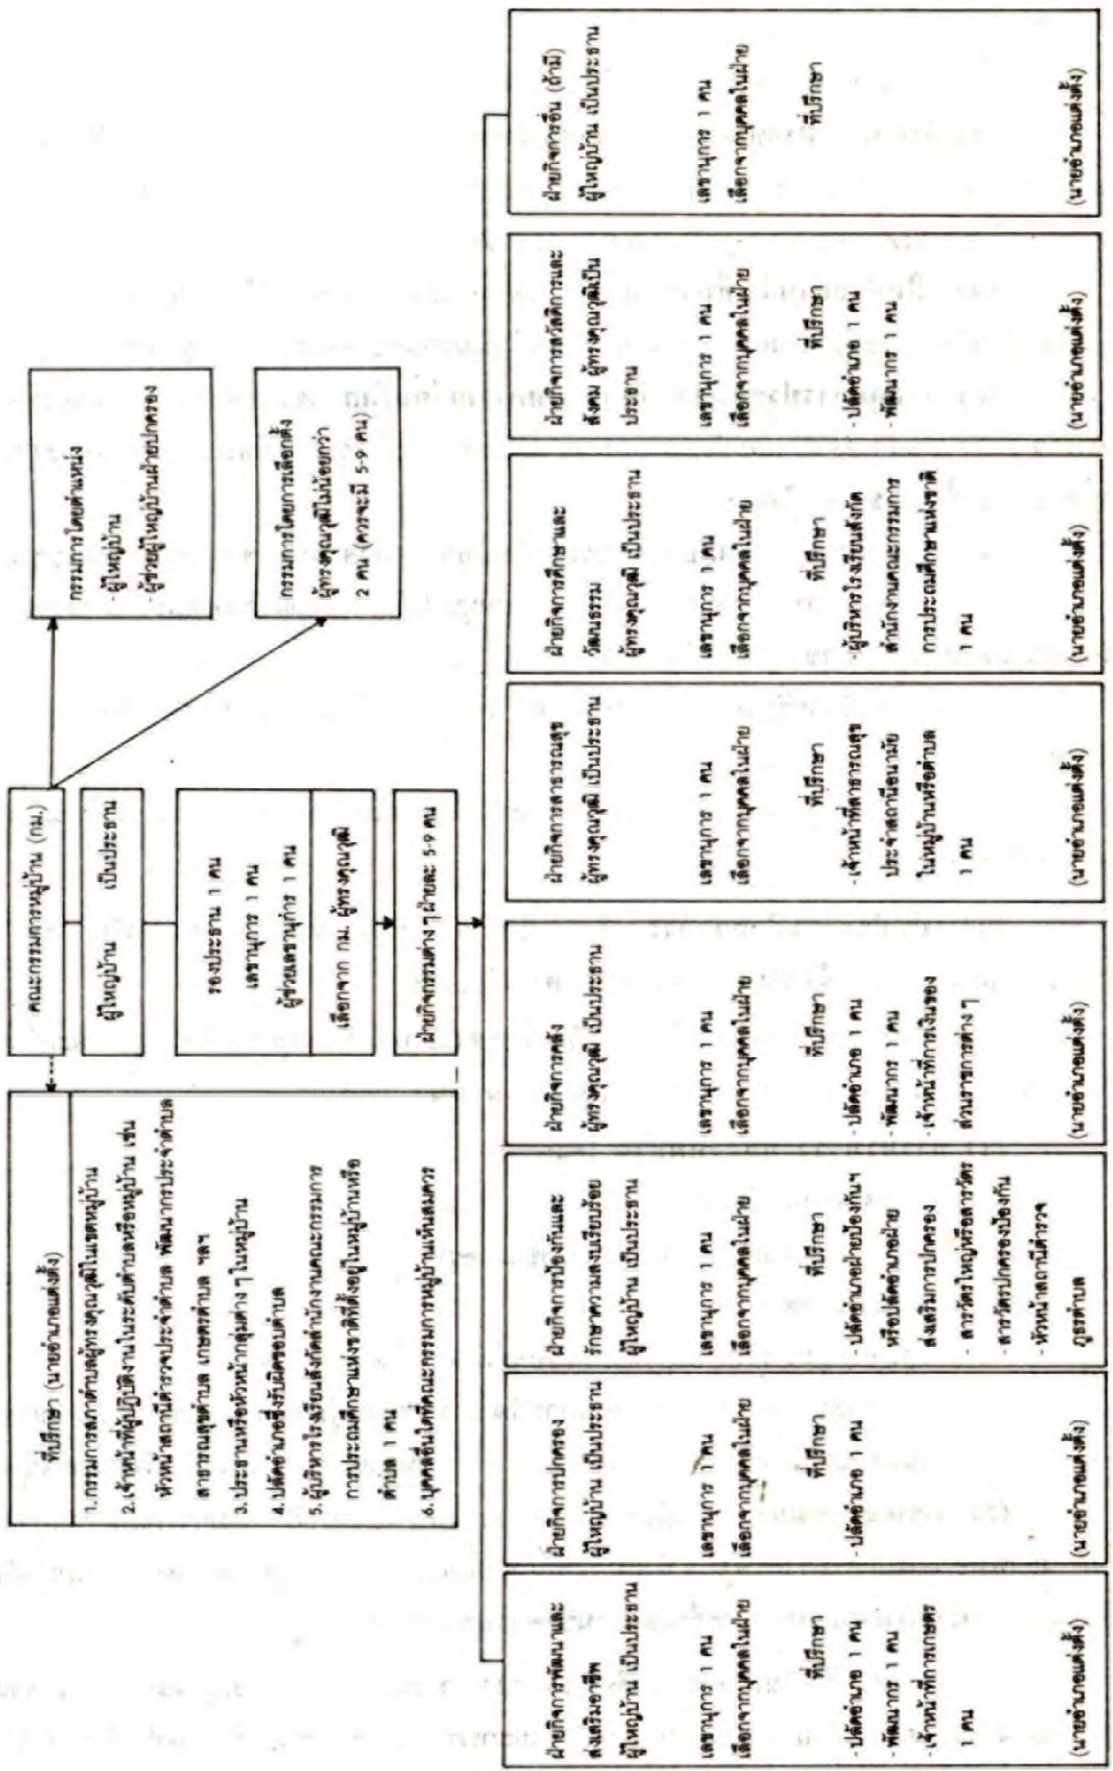 ที่ปรึกษา (นายอำเภอแต่งตั้ง)
1.กรรมการสภาตำบลผู้ทรงคุณวุฒิในเขตหมู่บ้าน
2.เจ้าหน้าที่ผู้ปฏิบัติงานในระดับตำบลหรือหมู่บ้าน เช่น
หัวหน้าสถานีตำรวจประจำตำบล พัฒนากรประจำตำบล
สาธารณสุขตำบล เกษตรตำบล ฯลฯ
3.ประธานหรือหัวหน้ากลุ่มต่าง ๆ ในหมู่บ้าน
4.ปลัดอำเภอซึ่งรับผิดชอบตำบล
5.ผู้บริหารโรงเรียนสังกัดสำนักงานคณะกรรมการ
การประถมศึกษาแห่งชาติที่ตั้งอยู่ในหมู่บ้านหรือ
ตำบล 1 คน
6.บุคคลอื่นใดที่คณะกรรมการหมู่บ้านเห็นสมควร
คณะกรรมการหมู่บ้าน (กม.)
ผู้ใหญ่บ้าน เป็นประธาน
รองประธาน 1 คน
เลขานุการ 1 คน
ผู้ช่วยเลขานุการ 1 คน
เลือกจาก กม. ผู้ทรงคุณวุฒิ
ฝ่ายกิจกรรมต่าง ๆ ฝ่ายละ 5-9 คน
กรรมการโดยตำแหน่ง
-ผู้ใหญ่บ้าน
-ผู้ช่วยผู้ใหญ่บ้านฝ่ายปกครอง
กรรมการโดยการเลือกตั้ง
ผู้ทรงคุณวุฒิไม่น้อยกว่า
2 คน (ควรจะมี 5-9 คน)
ฝ่ายกิจการพัฒนาและ
ส่งเสริมอาชีพ
ผู้ใหญ่บ้าน เป็นประธาน
เลขานุการ 1 คน
เลือกจากบุคคลในฝ่าย
ที่ปรึกษา
-ปลัดอำเภอ 1 คน
-พัฒนากร 1 คน
-เจ้าหน้าที่การเกษตร
1 คน
(นายอำเภอแต่งตั้ง)
ฝ่ายกิจการปกครอง
ผู้ใหญ่บ้าน เป็นประธาน
เลขานุการ 1 คน
เลือกจากบุคคลในฝ่าย
ที่ปรึกษา
-ปลัดอำเภอ 1 คน
(นายอำเภอแต่งตั้ง)
ฝ่ายกิจการป้องกันและ
รักษาความสงบเรียบร้อย
ผู้ใหญ่บ้าน เป็นประธาน
เลขานุการ 1 คน
เลือกจากบุคคลในฝ่าย
ที่ปรึกษา
-ปลัดอำเภอฝ่ายป้องกันฯ
หรือปลัดอำเภอฝ่าย
ส่งเสริมการปกครอง
-สารวัตรใหญ่หรือสารวัตร
-สารวัตรปกครองป้องกัน
-หัวหน้าสถานีตำรวจ
ภูธรตำบล
ฝ่ายกิจการคลัง
ผู้ทรงคุณวุฒิ เป็นประธาน
เลขานุการ 1 คน
เลือกจากบุคคลในฝ่าย
ที่ปรึกษา
-ปลัดอำเภอ 1 คน
-พัฒนากร 1 คน
-เจ้าหน้าที่การเงินของ
ส่วนราชการต่าง ๆ
(นายอำเภอแต่งตั้ง)
ฝ่ายกิจการสาธารณสุข
ผู้ทรงคุณวุฒิ เป็นประธาน
เลขานุการ 1 คน
เลือกจากบุคคลในฝ่าย
ที่ปรึกษา
-เจ้าหน้าที่สาธารณสุข
ประจำสถานีอนามัย
ในหมู่บ้านหรือตำบล
1 คน
(นายอำเภอแต่งตั้ง)
ฝ่ายกิจการศึกษาและ
วัฒนธรรม
ผู้ทรงคุณวุฒิ เป็นประธาน
เลขานุการ 1 คน
เลือกจากบุคคลในฝ่าย
ที่ปรึกษา
-ผู้บริหารโรงเรียนสังกัด
สำนักงานคณะกรรมการ
การประถมศึกษาแห่งชาติ
1 คน
(นายอำเภอแต่งตั้ง)
ฝ่ายกิจการสวัสดิการและ
สังคม ผู้ทรงคุณวุฒิเป็น
ประธาน
เลขานุการ 1 คน
เลือกจากบุคคลในฝ่าย
ที่ปรึกษา
-ปลัดอำเภอ 1 คน
-พัฒนากร 1 คน
(นายอำเภอแต่งตั้ง)
ฝ่ายกิจการอื่น (ถ้ามี)
ผู้ใหญ่บ้าน เป็นประธาน
เลขานุการ 1 คน
เลือกจากบุคคลในฝ่าย
ที่ปรึกษา
(นายอำเภอแต่งตั้ง)